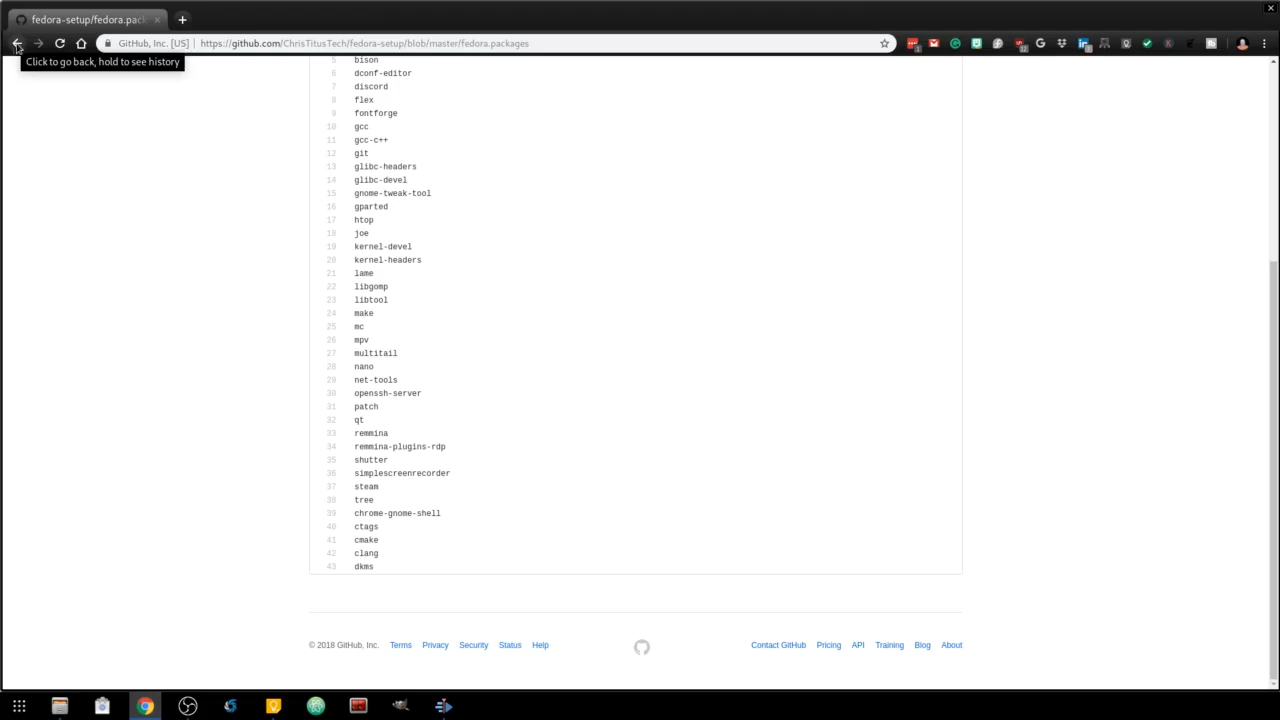 fedora-setup/fedora.pack
GitHub, Inc. [US]
https://github.com/ChrisTitusTech/fedora-setup/blob/master/fedora.packages
Click to go back, hold to see history
5 bison
6 dconf-editor
7 discord
8 flex
9 fontforge
10 gcc
11 gcc-c++
12 git
13 glibc-headers
14 glibc-devel
15 gnome-tweak-tool
16 gparted
17 htop
18 joe
19 kernel-devel
20 kernel-headers
21 lame
22 libgomp
23 libtool
24 make
25 mc
26 mpv
27 multitail
28 nano
29 net-tools
30 openssh-server
31 patch
32 qt
33 remmina
34 remmina-plugins-rdp
35 shutter
36 simplescreenrecorder
37 steam
38 tree
39 chrome-gnome-shell
40 ctags
41 cmake
42 clang
43 dkms
© 2018 GitHub, Inc. Terms Privacy Security Status Help
Contact GitHub Pricing API Training Blog About